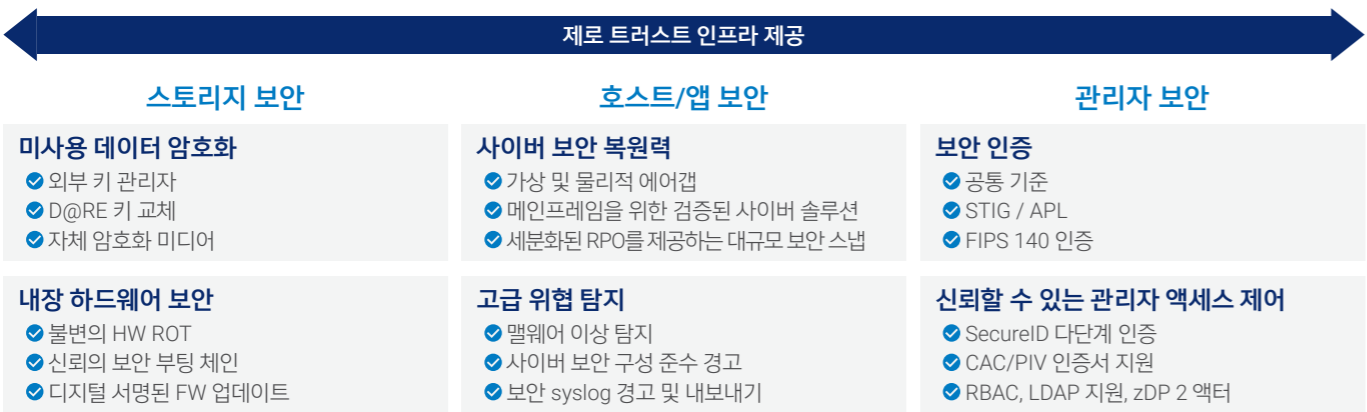 제로 트러스트 인프라 제공
스토리지 보안
미사용 데이터 암호화
외부 키 관리자
D@RE 키 교체
자체 암호화 미디어
내장 하드웨어 보안
불변의 HW ROT
신뢰의 보안 부팅 체인
디지털 서명된 FW 업데이트
호스트/앱 보안
사이버 보안 복원력
가상 및 물리적 에어갭
메인프레임을 위한 검증된 사이버 솔루션
세분화된 RPO를 제공하는 대규모 보안 스냅
고급 위협 탐지
맬웨어 이상 탐지
사이버 보안 구성 준수 경고
보안 syslog 경고 및 내보내기
관리자 보안
보안 인증
공통 기준
STIG / APL
FIPS 140 인증
신뢰할 수 있는 관리자 액세스 제어
SecureID 다단계 인증
CAC/PIV 인증서 지원
RBAC, LDAP 지원, zDP 2 액터